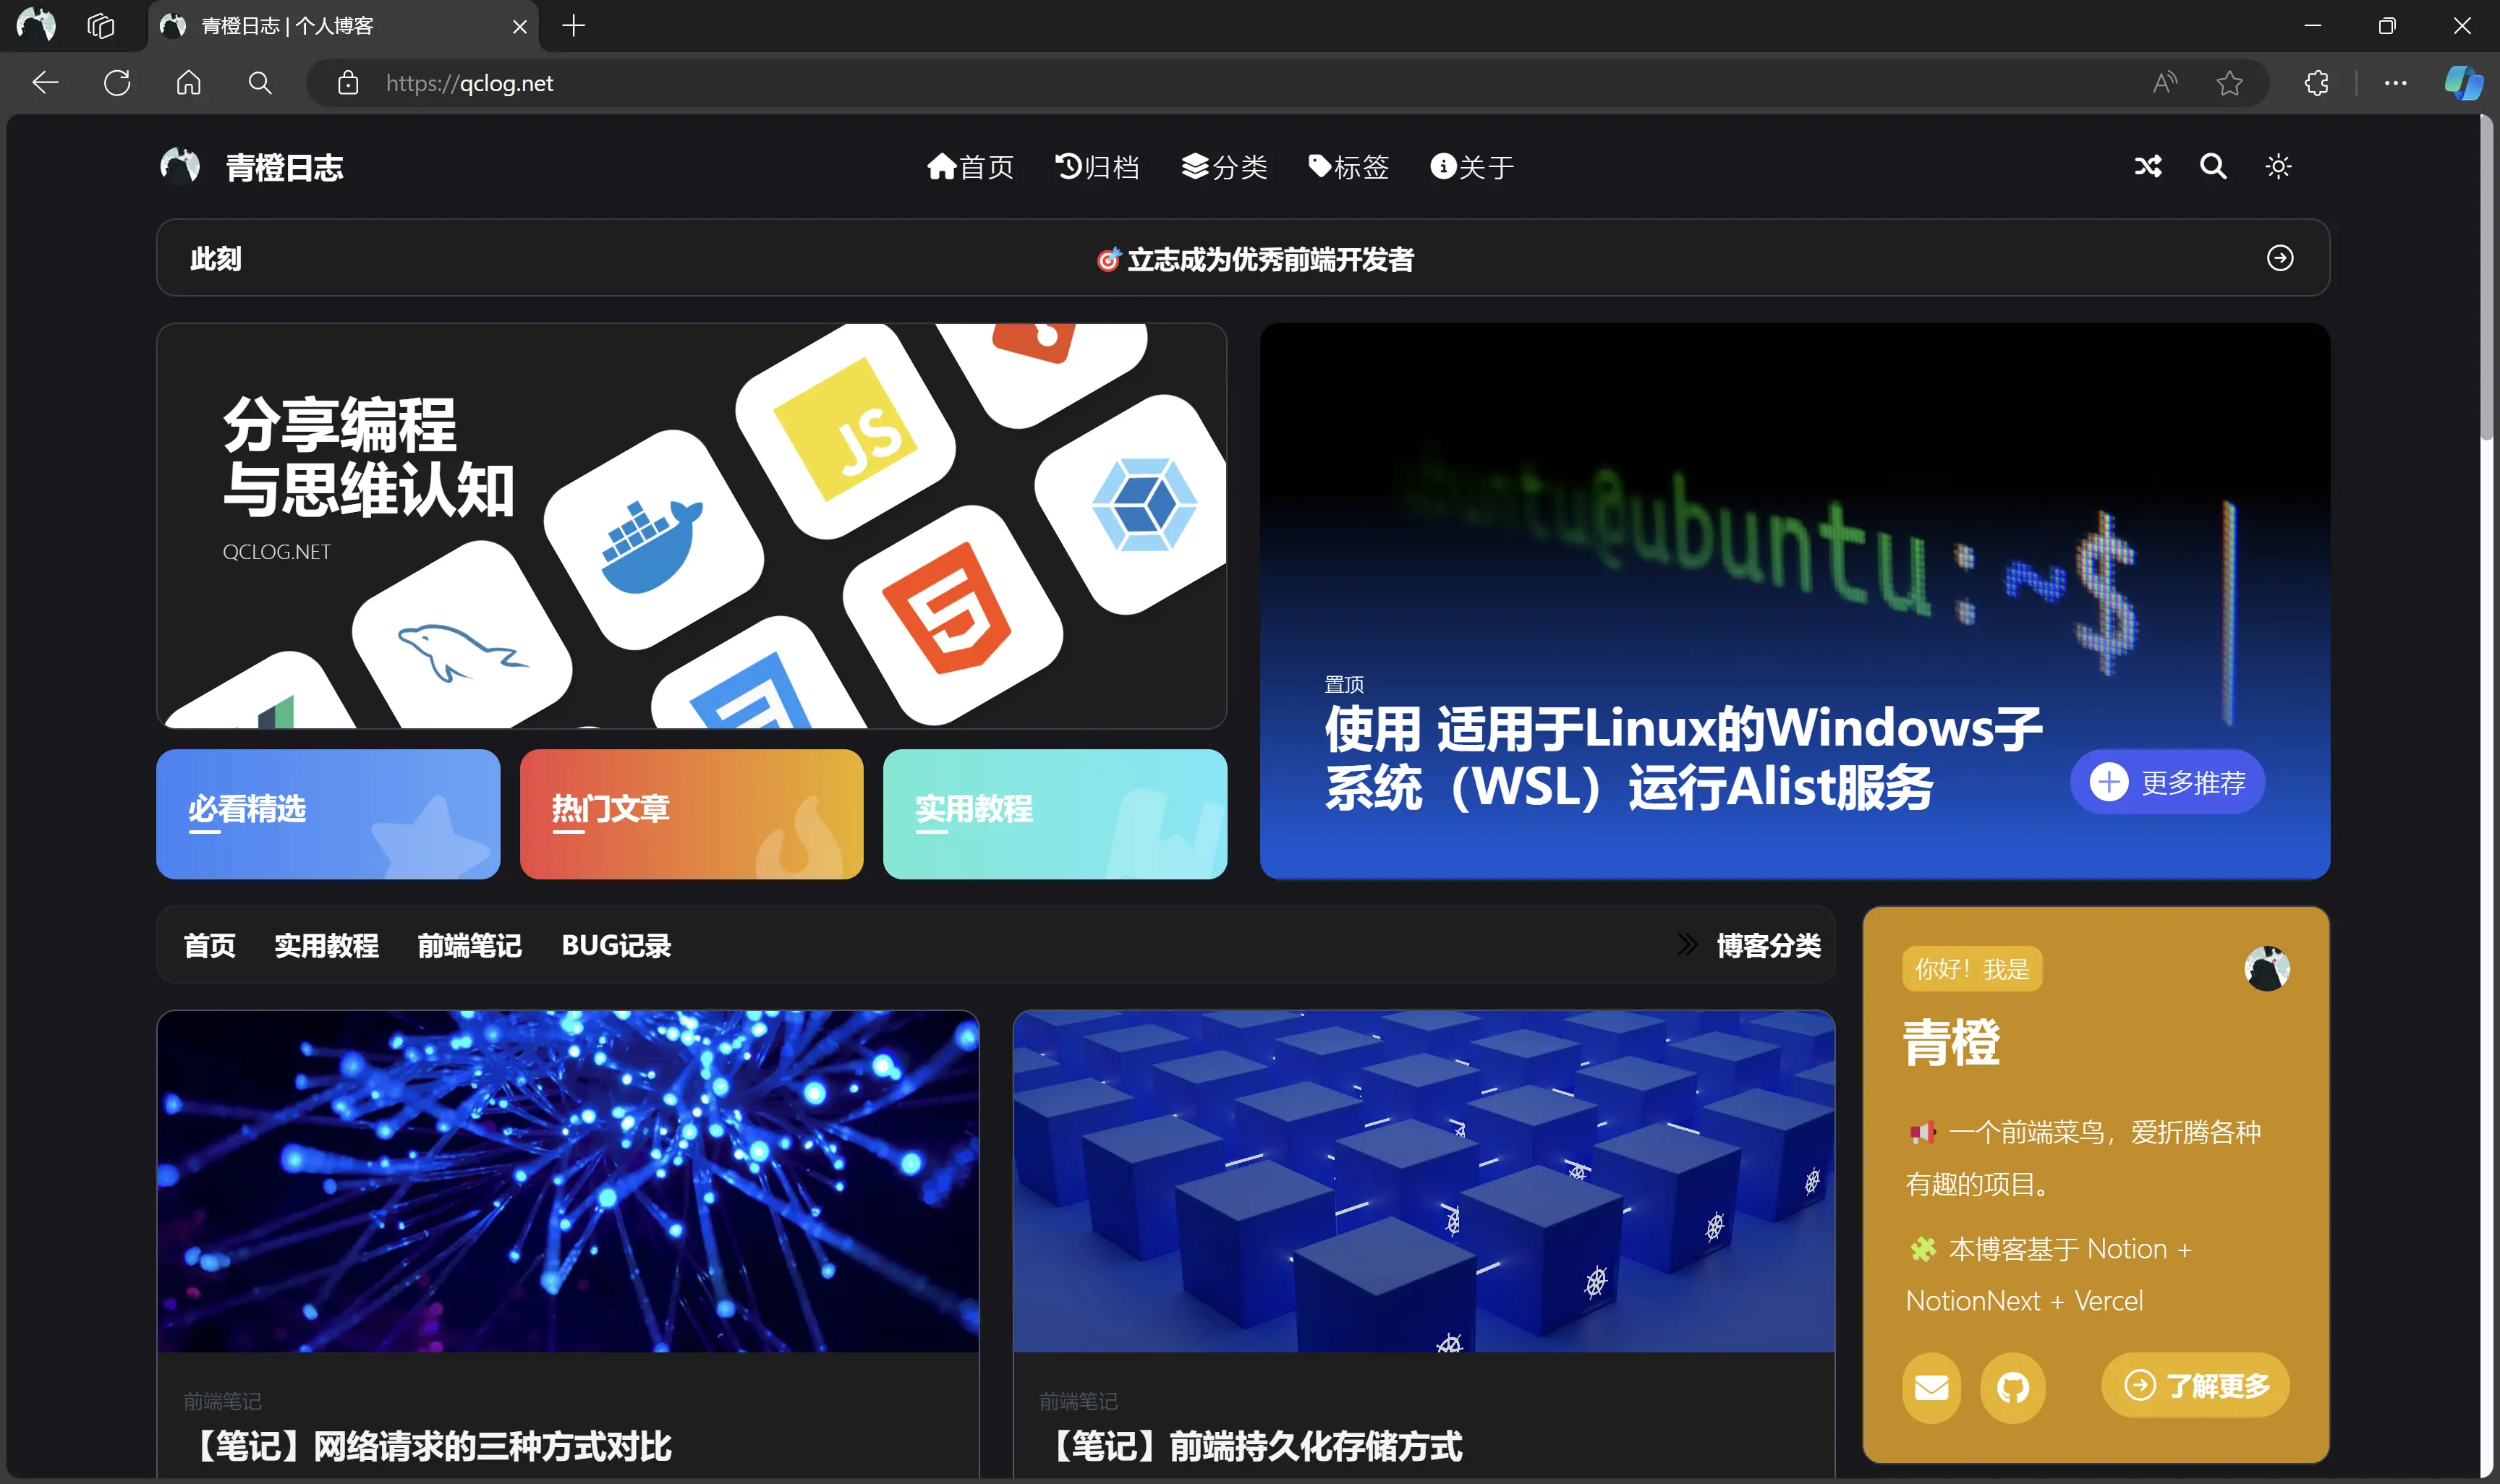 青橙日志 | 个人博客
https://qclog.net
青橙日志
首页
归档
分类
标签
关于
此刻
🎯 立志成为优秀前端开发者
分享编程
与思维认知
QCLOG.NET
JS
ubuntu@ubuntu:~$
置顶
使用 适用于Linux的Windows子
系统（WSL）运行Alist服务
更多推荐
必看精选
热门文章
实用教程
首页
实用教程
前端笔记
BUG记录
博客分类
你好！我是
青橙
📢 一个前端菜鸟，爱折腾各种
有趣的项目。
🧩 本博客基于 Notion +
NotionNext + Vercel
了解更多
前端笔记
【笔记】网络请求的三种方式对比
前端笔记
【笔记】前端持久化存储方式